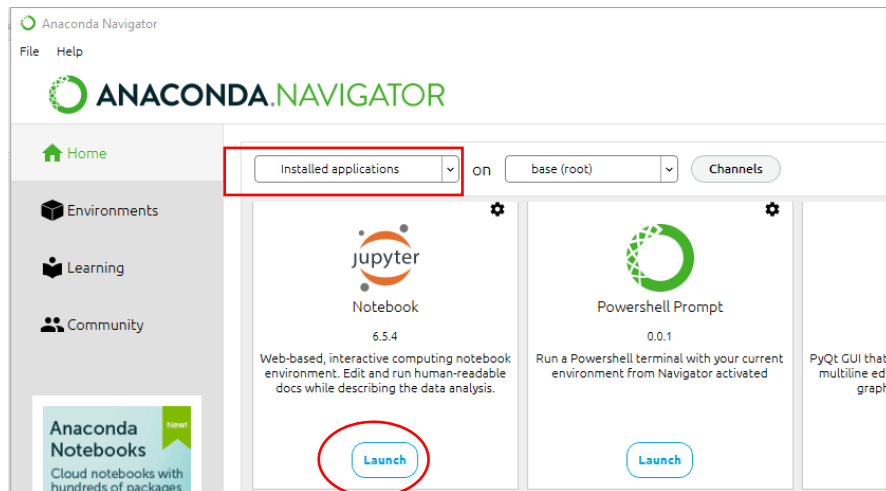 Anaconda Navigator
File Help
ANACONDA.NAVIGATOR
Home
Environments
Learning
Community
Anaconda
Notebooks
New!
Cloud notebooks with
hundreds of packages
Installed applications on base (root) Channels
jupyter
Notebook
6.5.4
Web-based, interactive computing notebook
environment. Edit and run human-readable
docs while describing the data analysis.
Launch
Powershell Prompt
0.0.1
Run a Powershell terminal with your current
environment from Navigator activated
Launch
PyQt GUI that
multiline ed
graph